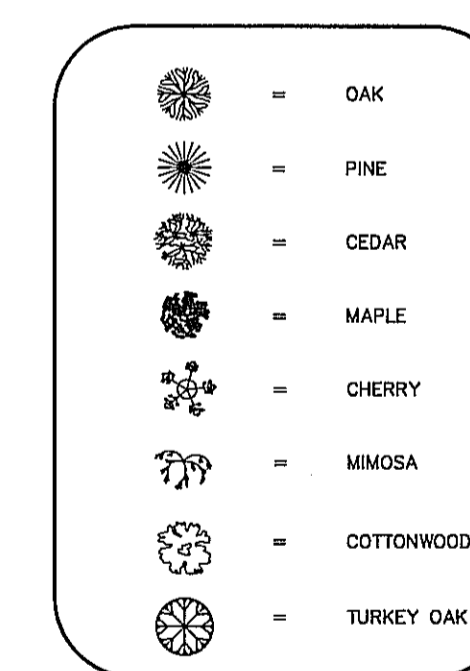 = OAK
= PINE
= CEDAR
= MAPLE
= CHERRY
= MIMOSA
= COTTONWOOD
= TURKEY OAK